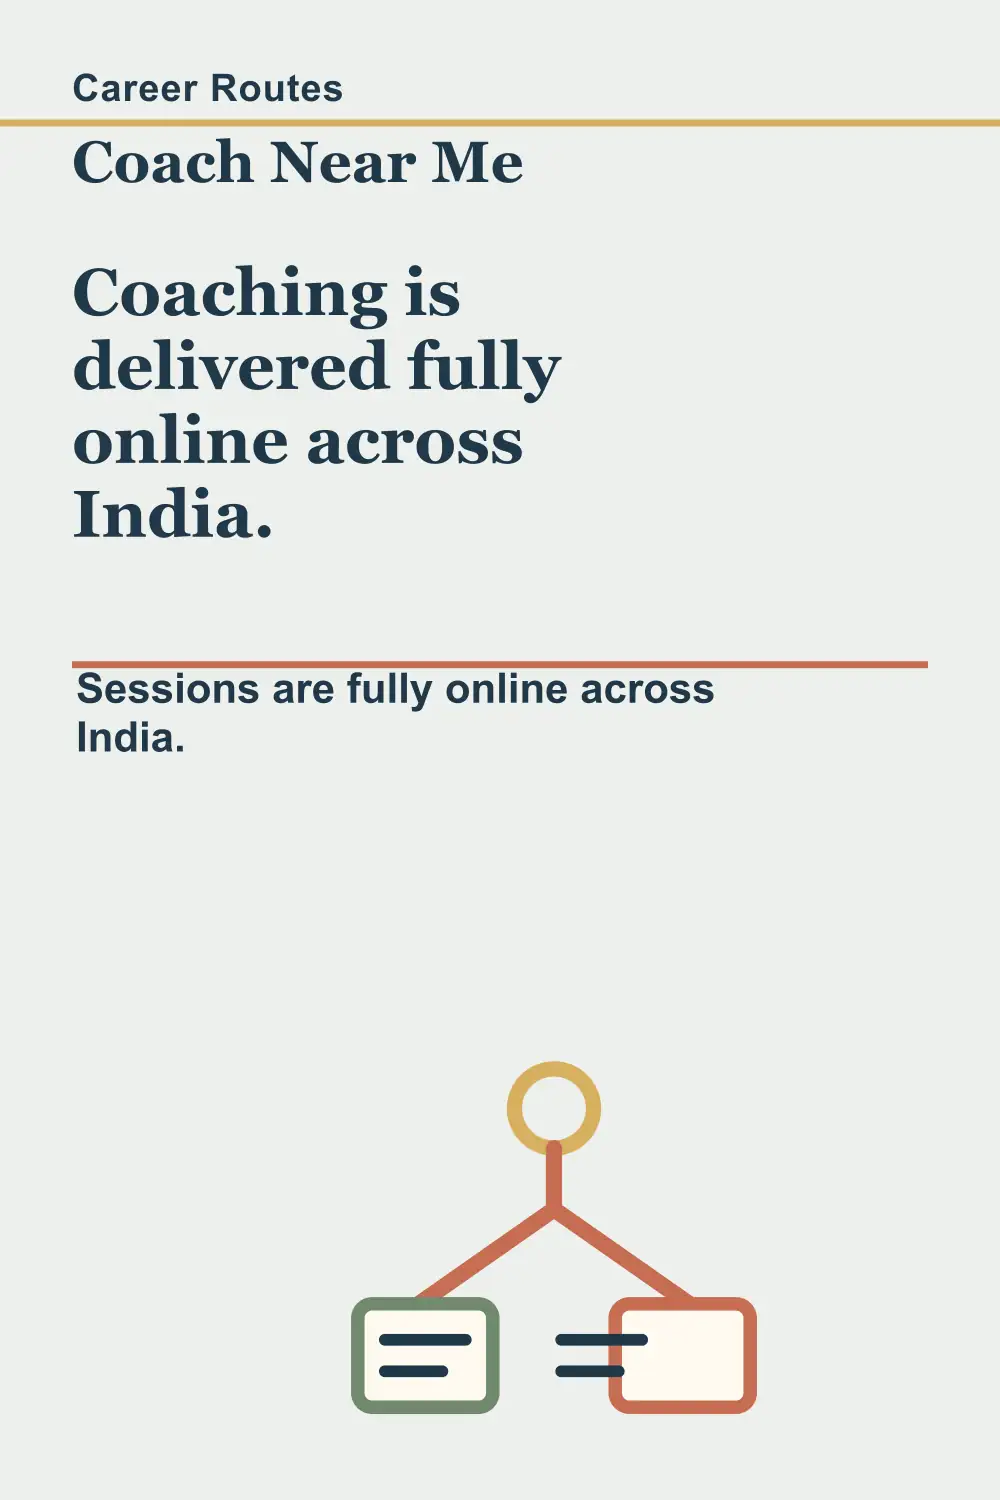 Career Routes
Coach Near Me
Coaching is
delivered fully
online across
India.
Sessions are fully online across
India.